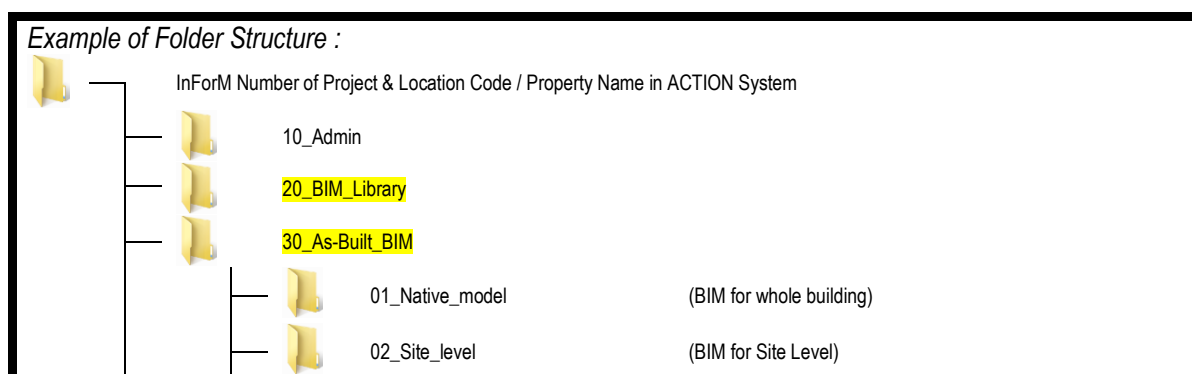 Example of Folder Structure :
InForM Number of Project & Location Code / Property Name in ACTION System
10_Admin
20_BIM_Library
30_As-Built_BIM
01_Native_model (BIM for whole building)
02_Site_level (BIM for Site Level)